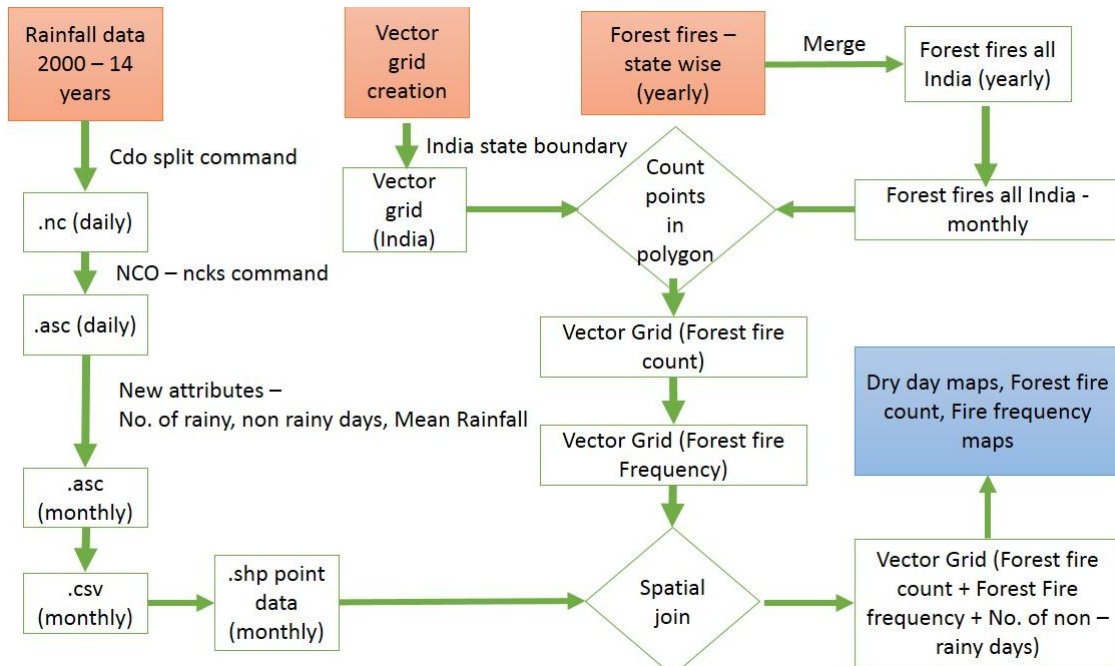 Rainfall data
2000 – 14
years
Vector
grid
creation
Forest fires –
state wise
(yearly)
Merge
Forest fires all
India (yearly)
Cdo split command
India state boundary
.nc (daily)
Vector
grid
(India)
Count
points
in
polygon
Forest fires all India -
monthly
NCO – ncks command
.asc (daily)
Vector Grid (Forest fire
count)
New attributes –
No. of rainy, non rainy days, Mean Rainfall
Vector Grid (Forest fire
Frequency)
Dry day maps, Forest fire
count, Fire frequency
maps
.asc
(monthly)
.csv
(monthly)
.shp point
data
(monthly)
Spatial
join
Vector Grid (Forest fire
count + Forest Fire
frequency + No. of non –
rainy days)